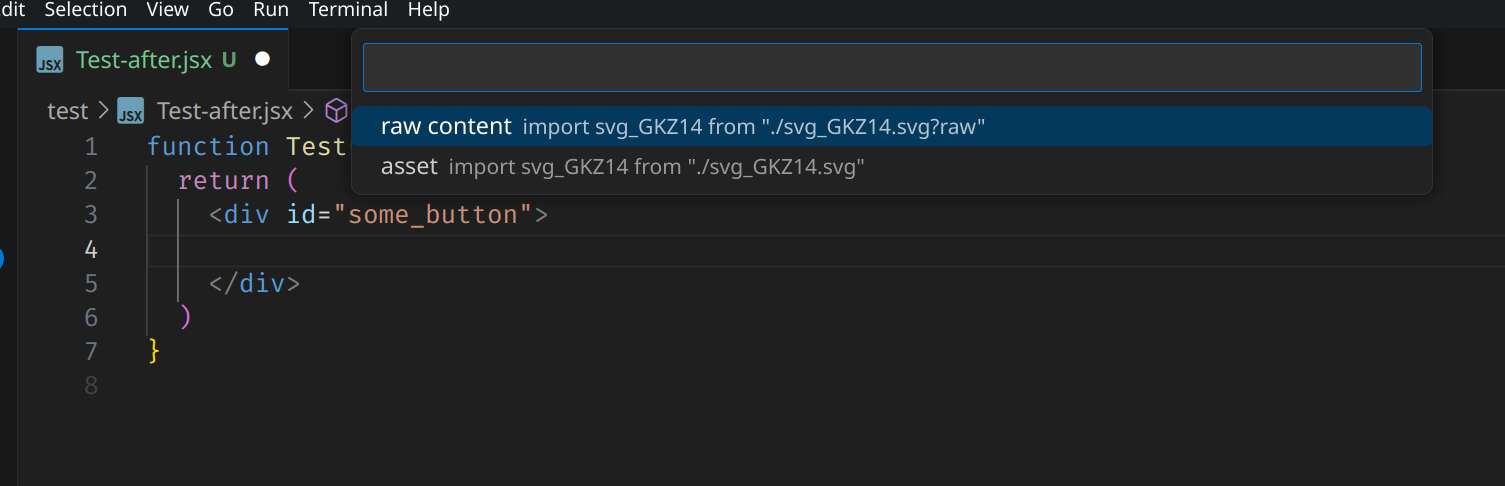 dit Selection View Go Run Terminal Help
JSX Test-after.jsx U
test > JSX Test-after.jsx >
raw content import svg_GKZ14 from "./svg_GKZ14.svg?raw"
asset import svg_GKZ14 from "./svg_GKZ14.svg"
1 function Test
2 return (
3 <div id="some_button">
4
5 </div>
6 )
7 }
8